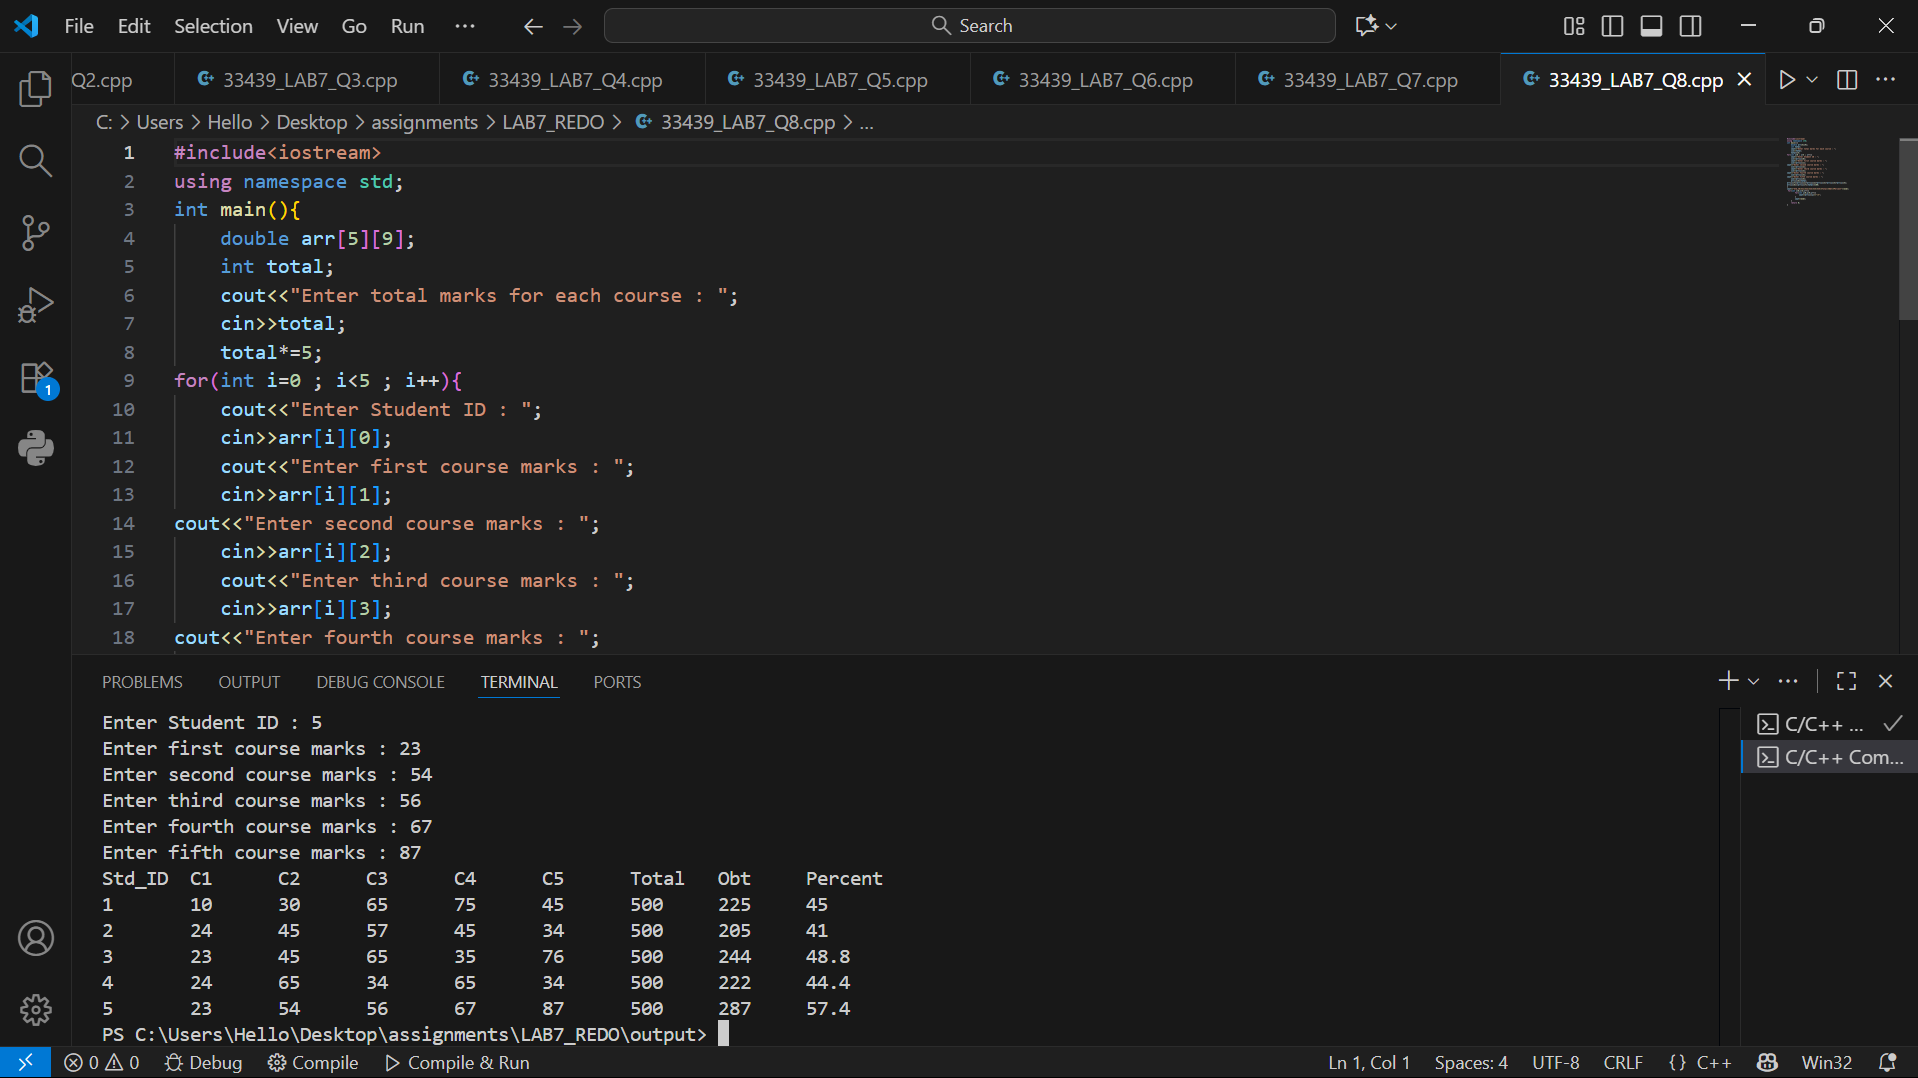 File Edit Selection View Go Run ··· Search
Q2.cpp 33439_LAB7_Q3.cpp 33439_LAB7_Q4.cpp 33439_LAB7_Q5.cpp 33439_LAB7_Q6.cpp 33439_LAB7_Q7.cpp 33439_LAB7_Q8.cpp
C: > Users > Hello > Desktop > assignments > LAB7_REDO > 33439_LAB7_Q8.cpp > ...
1 #include<iostream>
2 using namespace std;
3 int main(){
4 double arr[5][9];
5 int total;
6 cout<<"Enter total marks for each course : ";
7 cin>>total;
8 total*=5;
9 for(int i=0 ; i<5 ; i++){
10 cout<<"Enter Student ID : ";
11 cin>>arr[i][0];
12 cout<<"Enter first course marks : ";
13 cin>>arr[i][1];
14 cout<<"Enter second course marks : ";
15 cin>>arr[i][2];
16 cout<<"Enter third course marks : ";
17 cin>>arr[i][3];
18 cout<<"Enter fourth course marks : ";
1
PROBLEMS OUTPUT DEBUG CONSOLE TERMINAL PORTS
Enter Student ID : 5
Enter first course marks : 23
Enter second course marks : 54
Enter third course marks : 56
Enter fourth course marks : 67
Enter fifth course marks : 87
Std_ID C1 C2 C3 C4 C5 Total Obt Percent
1 10 30 65 75 45 500 225 45
2 24 45 57 45 34 500 205 41
3 23 45 65 35 76 500 244 48.8
4 24 65 34 65 34 500 222 44.4
5 23 54 56 67 87 500 287 57.4
PS C:\Users\Hello\Desktop\assignments\LAB7_REDO\output>
C/C++ ...
C/C++ Com...
0 0 Debug Compile Compile & Run Ln 1, Col 1 Spaces: 4 UTF-8 CRLF {} C++ Win32